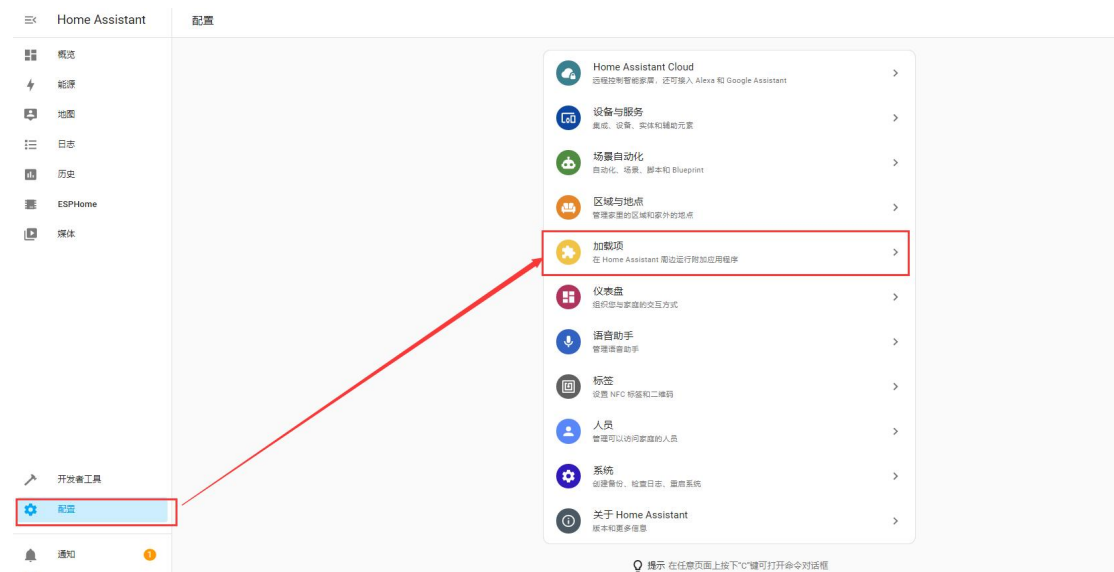 Home Assistant
配置
概览
能源
地图
日志
历史
ESPHome
媒体
开发者工具
配置
通知
1
Home Assistant Cloud
远程控制智能家居，还可接入 Alexa 和 Google Assistant
设备与服务
集成、设备、实体和辅助元素
场景自动化
自动化、场景、脚本和 Blueprint
区域与地点
管理家里的区域和家外的地点
加载项
在 Home Assistant 周边运行附加应用程序
仪表盘
组织您与家庭的交互方式
语音助手
管理语音助手
标签
设置 NFC 标签和二维码
人员
管理可以访问家庭的人员
系统
创建备份、检查日志、重启系统
关于 Home Assistant
版本和更多信息
提示 在任意页面上按下"c"键可打开命令对话框